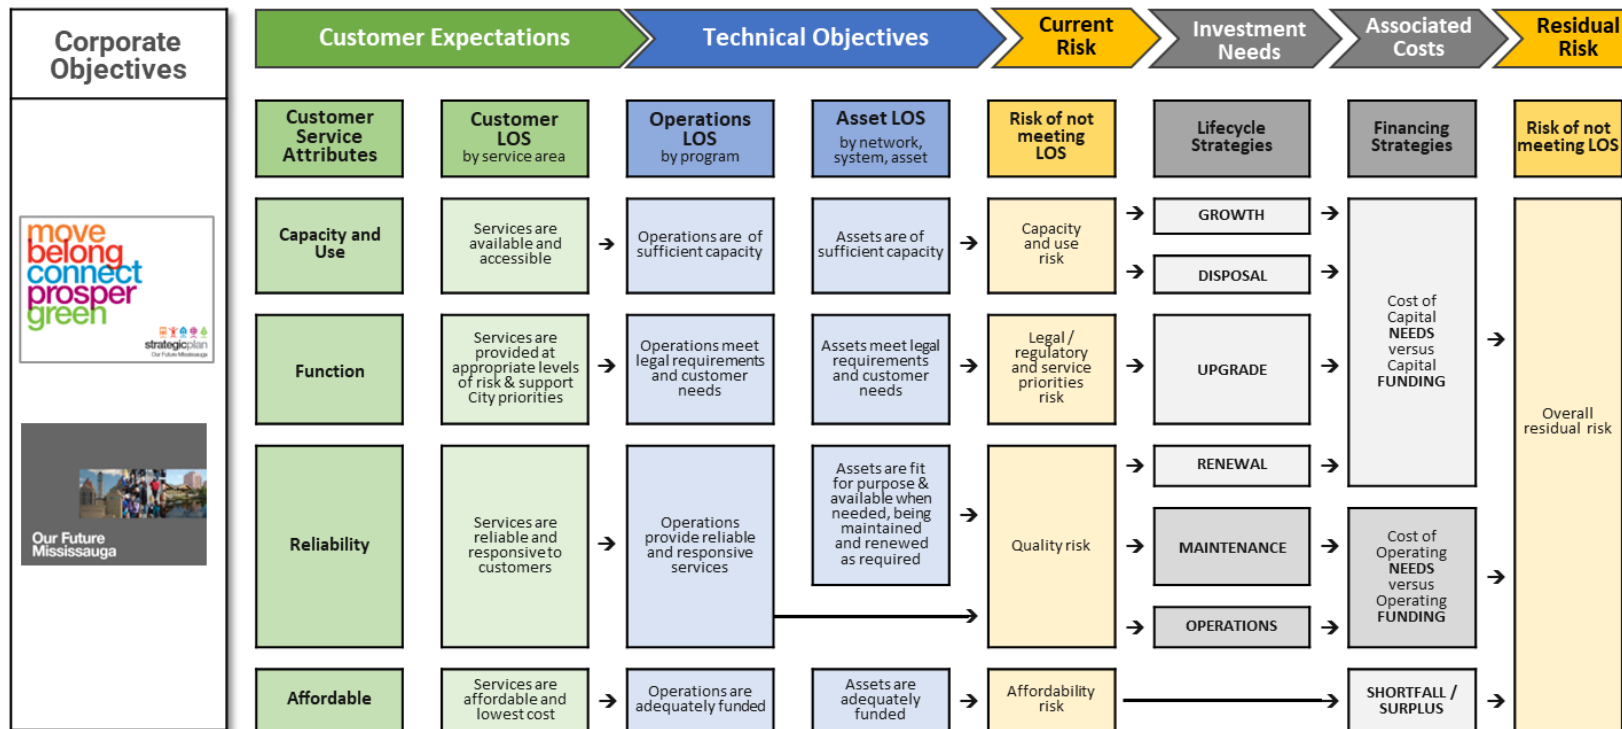 Corporate
Objectives
move
belong
connect
prosper
green
strategicplan
Our Future Mississauga
Our Future
Mississauga
Customer Expectations
Technical Objectives
Current
Risk
Investment
Needs
Associated
Costs
Residual
Risk
Customer
Service
Attributes
Customer
LOS
by service area
Operations
LOS
by program
Asset LOS
by network,
system, asset
Risk of not
meeting
LOS
Lifecycle
Strategies
Financing
Strategies
Risk of not
meeting LOS
Capacity and
Use
Services are
available and
accessible
Operations are of
sufficient capacity
Assets are of
sufficient capacity
Capacity
and use
risk
GROWTH
DISPOSAL
Cost of
Capital
NEEDS
versus
Capital
FUNDING
Overall
residual risk
Function
Services are
provided at
appropriate levels
of risk & support
City priorities
Operations meet
legal requirements
and customer
needs
Assets meet legal
requirements
and customer
needs
Legal /
regulatory
and service
priorities
risk
UPGRADE
Reliability
Services are
reliable and
responsive to
customers
Operations
provide reliable
and responsive
services
Assets are fit
for purpose &
available when
needed, being
maintained
and renewed
as required
Quality risk
RENEWAL
MAINTENANCE
OPERATIONS
Cost of
Operating
NEEDS
versus
Operating
FUNDING
Affordable
Services are
affordable and
lowest cost
Operations are
adequately funded
Assets are
adequately
funded
Affordability
risk
SHORTFALL /
SURPLUS